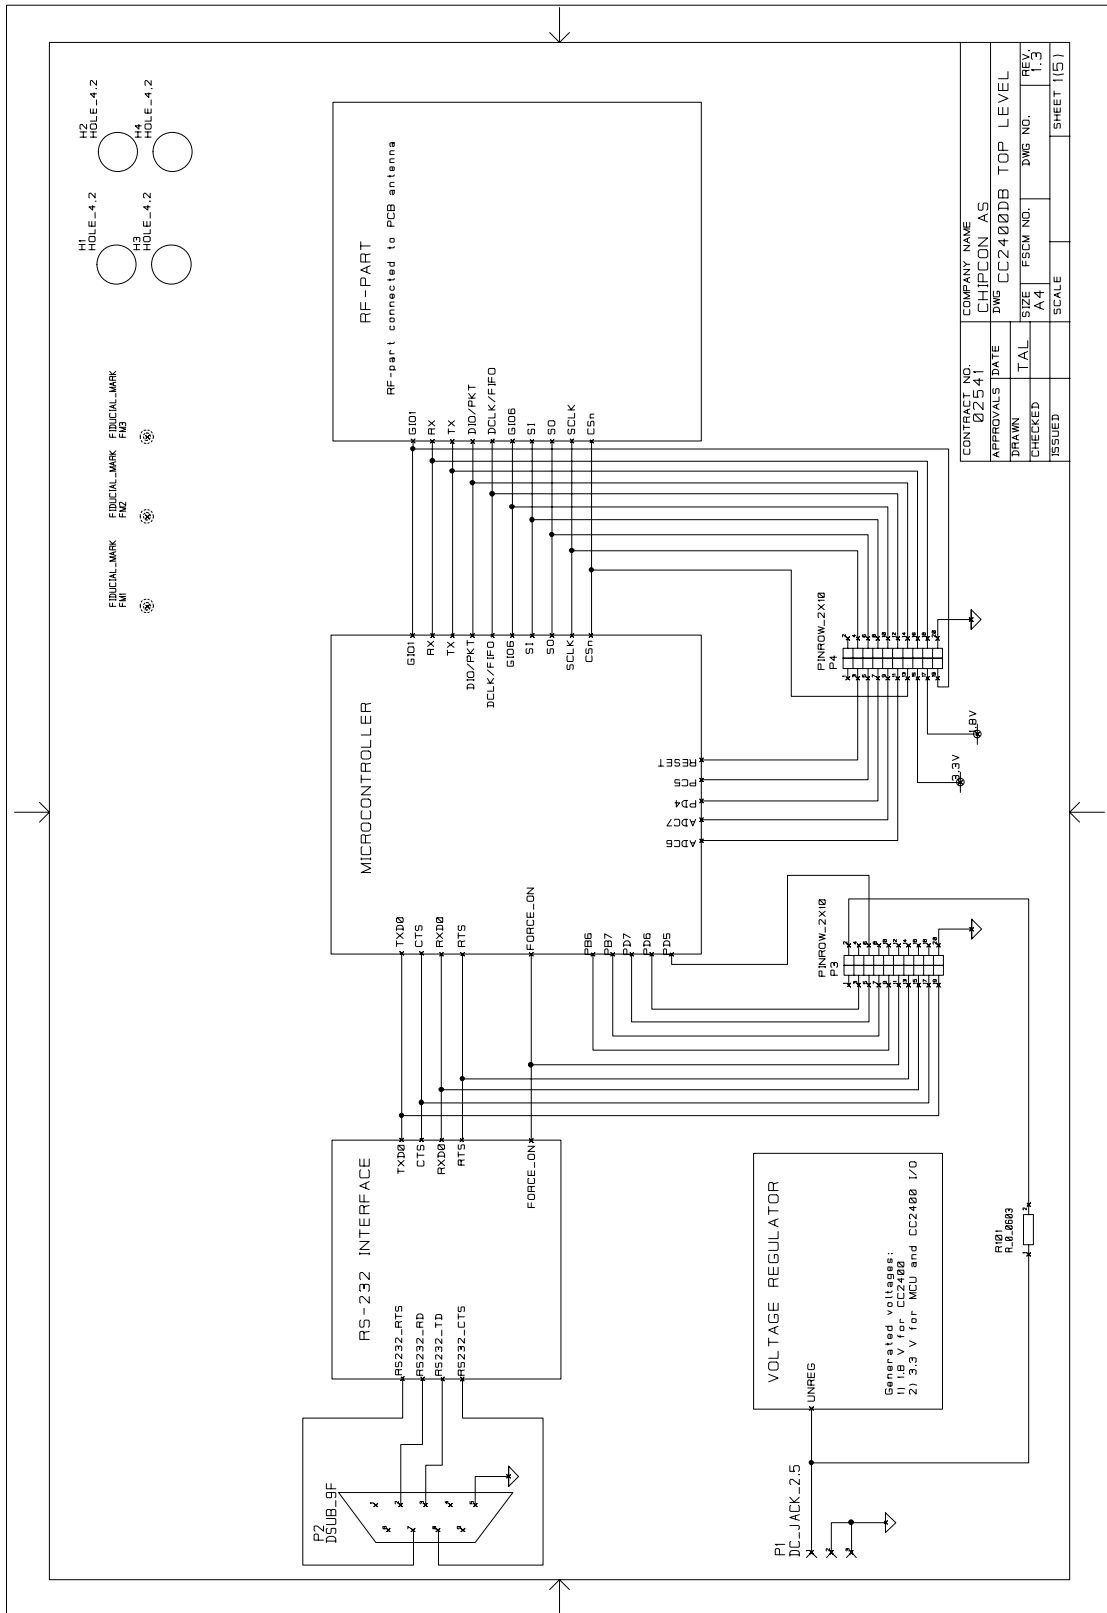 H1
HOLE_4.2
H2
HOLE_4.2
H3
HOLE_4.2
H4
HOLE_4.2
FIDUCIAL_MARK
FM1
FIDUCIAL_MARK
FM2
FIDUCIAL_MARK
FM3
P2
DSUB_9F
RS-232 INTERFACE
RS232_RTS
RS232_RD
RS232_TD
RS232_CTS
TXD0
CTS
RXD0
RTS
FORCE_ON
MICROCONTROLLER
TXD0
CTS
RXD0
RTS
FORCE_ON
PB6
PB7
PD7
PD6
PD5
ADC6
ADC7
PD4
PC5
RESET
GIO1
RX
TX
DIO/PKT
DCLK/FIFO
GIO6
SI
SO
SCLK
CSn
RF-PART
RF-part connected to PCB antenna
GIO1
RX
TX
DIO/PKT
DCLK/FIFO
GIO6
SI
SO
SCLK
CSn
P1
DC_JACK_2.5
VOLTAGE REGULATOR
UNREG
Generated voltages:
1) 1.8 V for CC2400
2) 3.3 V for MCU and CC2400 I/O
R101
R_0_0603
PINROW_2X10
P3
PINROW_2X10
P4
3.3V
1.8V
CONTRACT NO.
02541
COMPANY NAME
CHIPCON AS
APPROVALS
DATE
DWG
CC2400DB TOP LEVEL
DRAWN
TAL
CHECKED
ISSUED
SIZE
A4
FSCM NO.
DWG NO.
REV.
1.3
SCALE
SHEET 1(5)